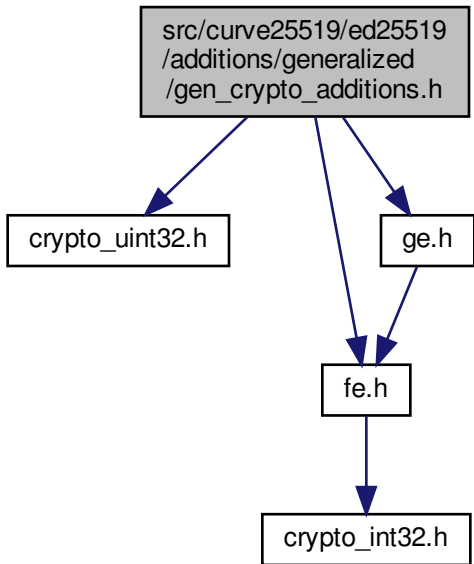 src/curve25519/ed25519
/additions/generalized
/gen_crypto_additions.h
crypto_uint32.h
ge.h
fe.h
crypto_int32.h